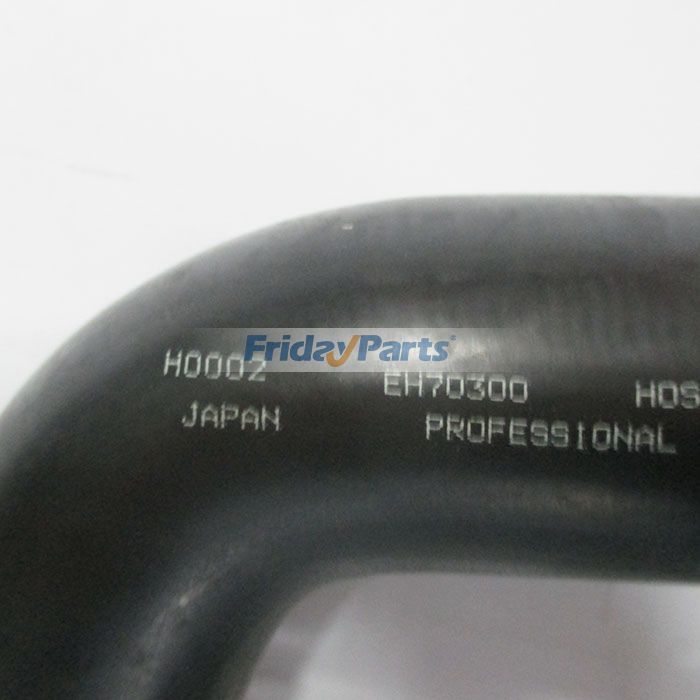 FridayParts®
H0002 EH70300 HOS
JAPAN PROFESSIONAL